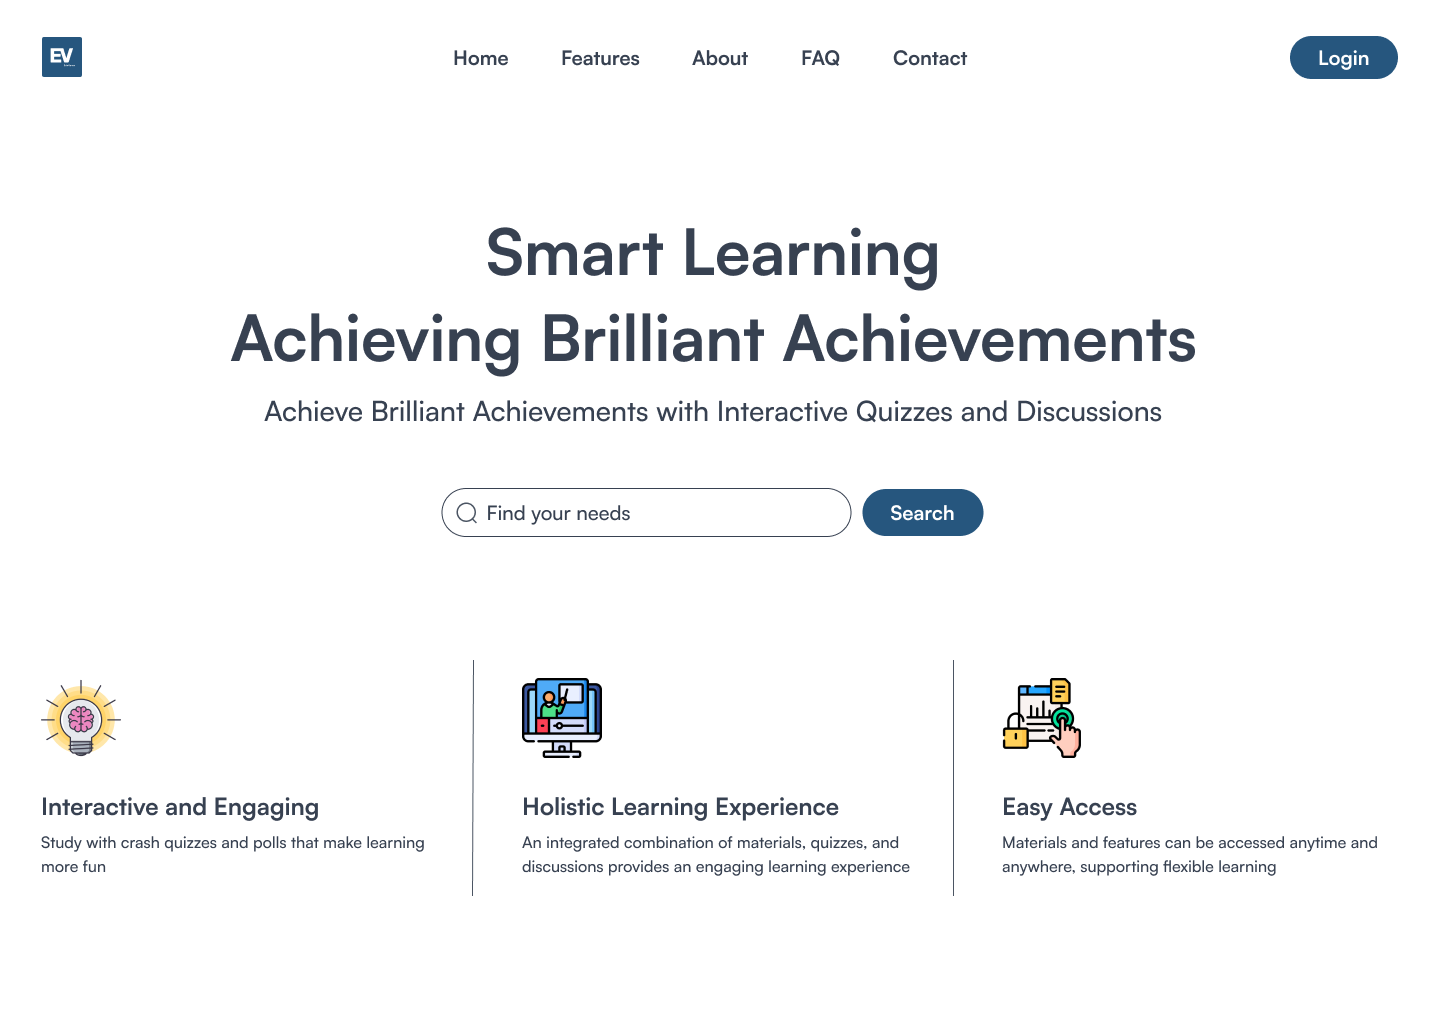 EV
Home Features About FAQ Contact
Login
Smart Learning
Achieving Brilliant Achievements
Achieve Brilliant Achievements with Interactive Quizzes and Discussions
Find your needs
Search
Interactive and Engaging
Study with crash quizzes and polls that make learning
more fun
Holistic Learning Experience
An integrated combination of materials, quizzes, and
discussions provides an engaging learning experience
Easy Access
Materials and features can be accessed anytime and
anywhere, supporting flexible learning